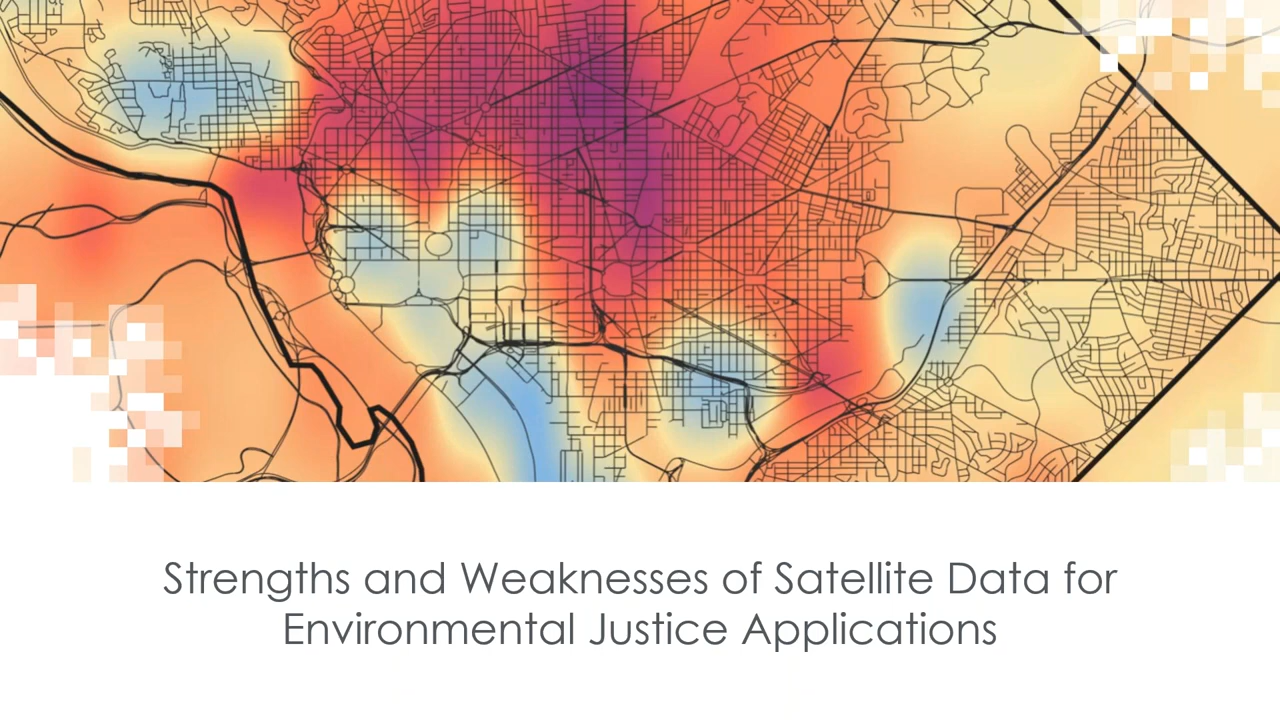 Strengths and Weaknesses of Satellite Data for
Environmental Justice Applications